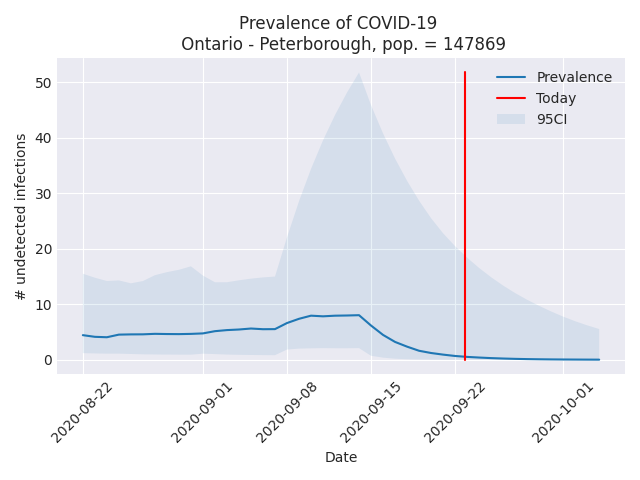 Prevalence of COVID-19
Ontario - Peterborough, pop. = 147869
# undetected infections
50
40
30
20
10
0
Prevalence
Today
95CI
2020-08-22
2020-09-01
2020-09-08
2020-09-15
2020-09-22
2020-10-01
Date